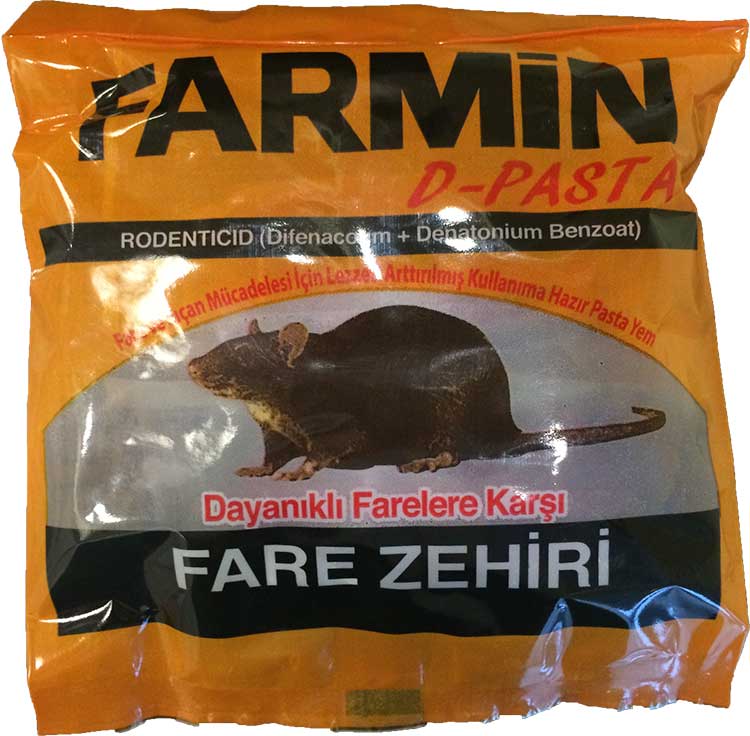 FARMİN
D-PASTA
RODENTICID (Difenacoum + Denatonium Benzoat)
Mücadelesi İçin Lezzeti Arttırılmış Kullanıma Hazır Pasta Yem
Dayanıklı Farelere Karşı
FARE ZEHİRİ